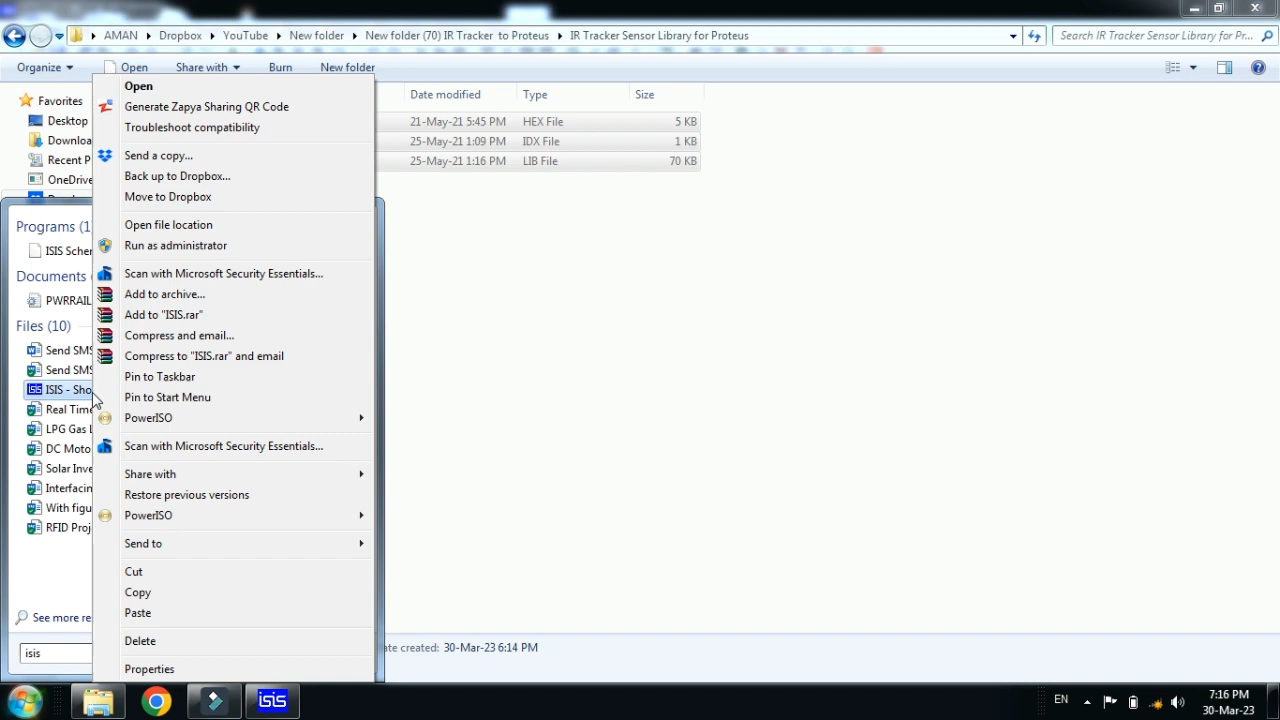 AMAN Dropbox YouTube New folder New folder (70) IR Tracker to Proteus IR Tracker Sensor Library for Proteus Search IR Tracker Sensor Library for Pr...
Organize Open Share with Burn New folder
Date modified Type Size
21-May-21 5:45 PM HEX File 5 KB
25-May-21 1:09 PM IDX File 1 KB
25-May-21 1:16 PM LIB File 70 KB
Favorites
Desktop
Downloa
Recent P
OneDrive
Programs (1
ISIS Schem
Documents (
PWRRAIL
Files (10)
Send SMS
Send SMS
ISIS - Sho
Real Time
LPG Gas L
DC Moto
Solar Inve
Interfacin
With figu
RFID Proj
See more re
isis
Open
Generate Zapya Sharing QR Code
Troubleshoot compatibility
Send a copy...
Back up to Dropbox...
Move to Dropbox
Open file location
Run as administrator
Scan with Microsoft Security Essentials...
Add to archive...
Add to "ISIS.rar"
Compress and email...
Compress to "ISIS.rar" and email
Pin to Taskbar
Pin to Start Menu
PowerISO
Scan with Microsoft Security Essentials...
Share with
Restore previous versions
PowerISO
Send to
Cut
Copy
Paste
Delete
Properties
ate created: 30-Mar-23 6:14 PM
isis
EN
7:16 PM
30-Mar-23